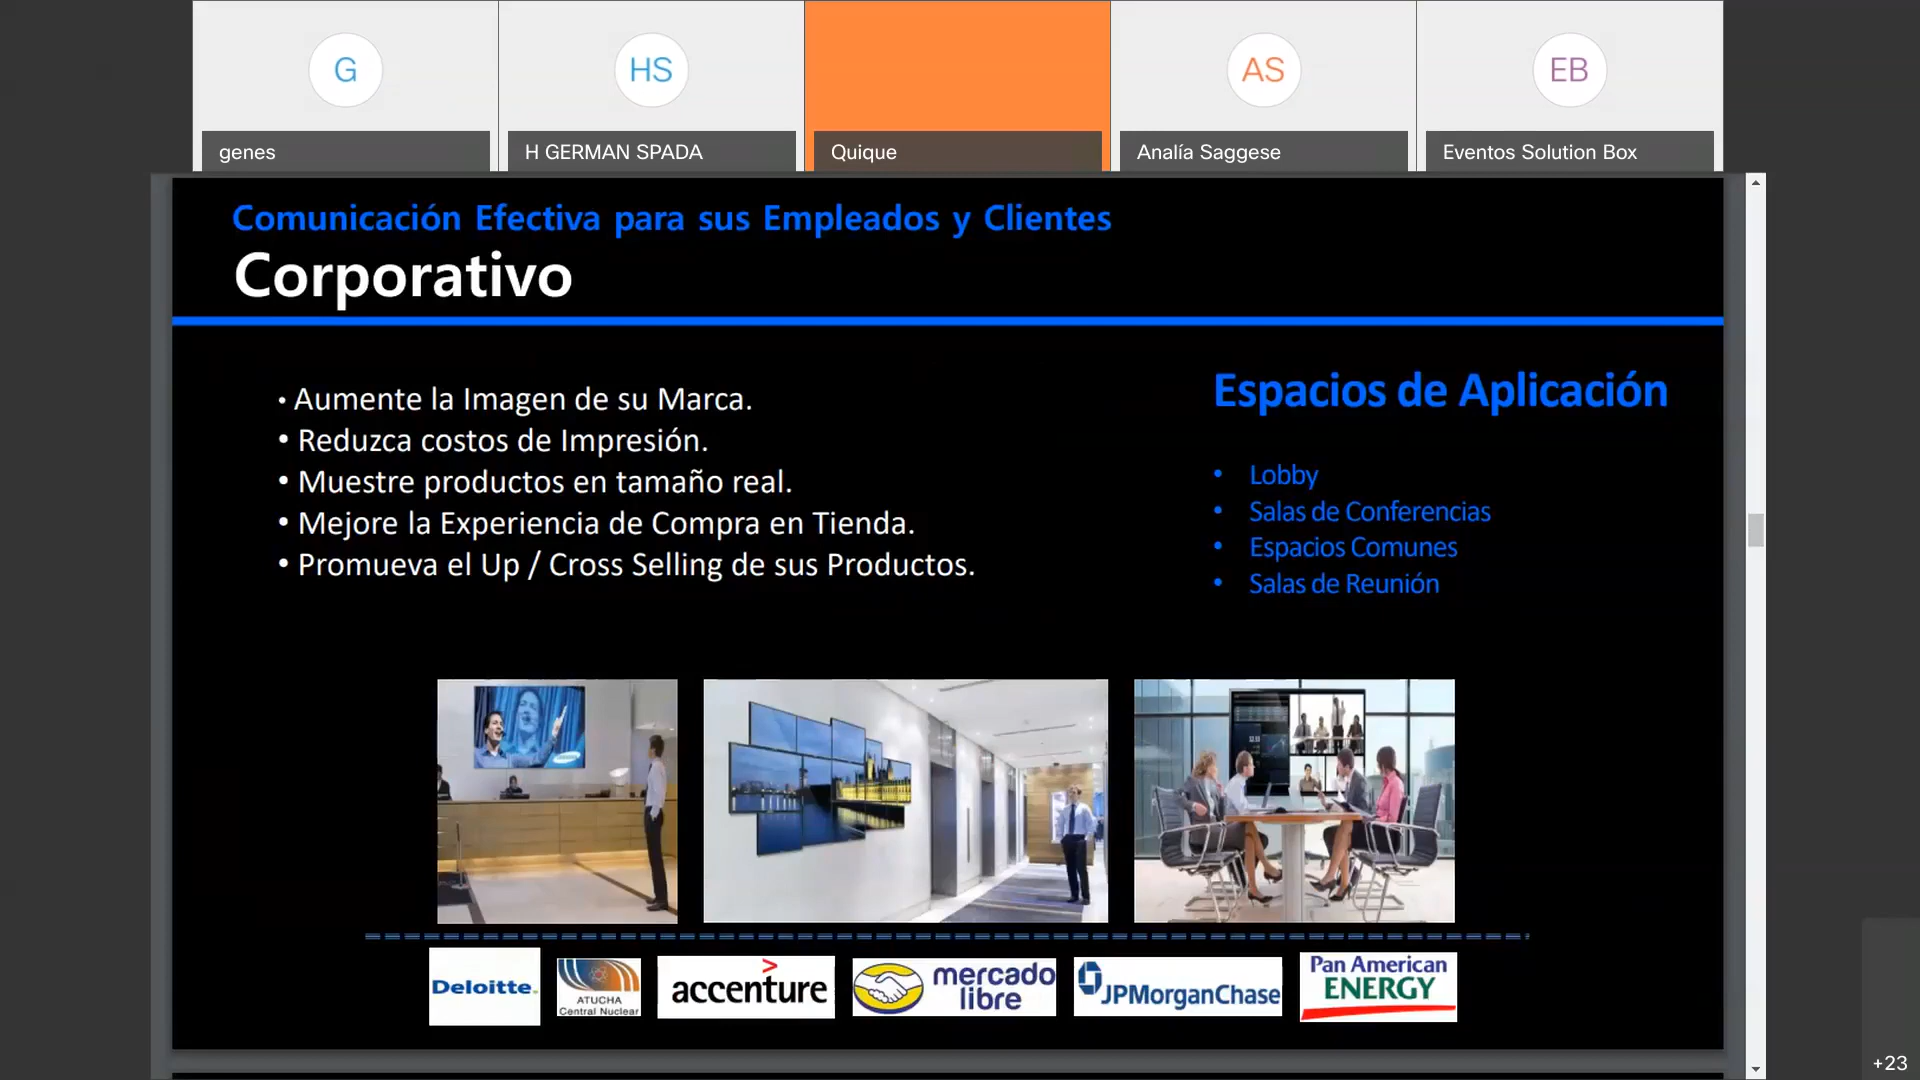 G
HS
AS
EB
genes
H GERMAN SPADA
Quique
Analía Saggese
Eventos Solution Box
Comunicación Efectiva para sus Empleados y Clientes
Corporativo
• Aumente la Imagen de su Marca.
• Reduzca costos de Impresión.
• Muestre productos en tamaño real.
• Mejore la Experiencia de Compra en Tienda.
• Promueva el Up / Cross Selling de sus Productos.
Espacios de Aplicación
• Lobby
• Salas de Conferencias
• Espacios Comunes
• Salas de Reunión
Deloitte.
ATUCHA
Central Nuclear
accenture
mercado
libre
JPMorganChase
Pan American
ENERGY
+23